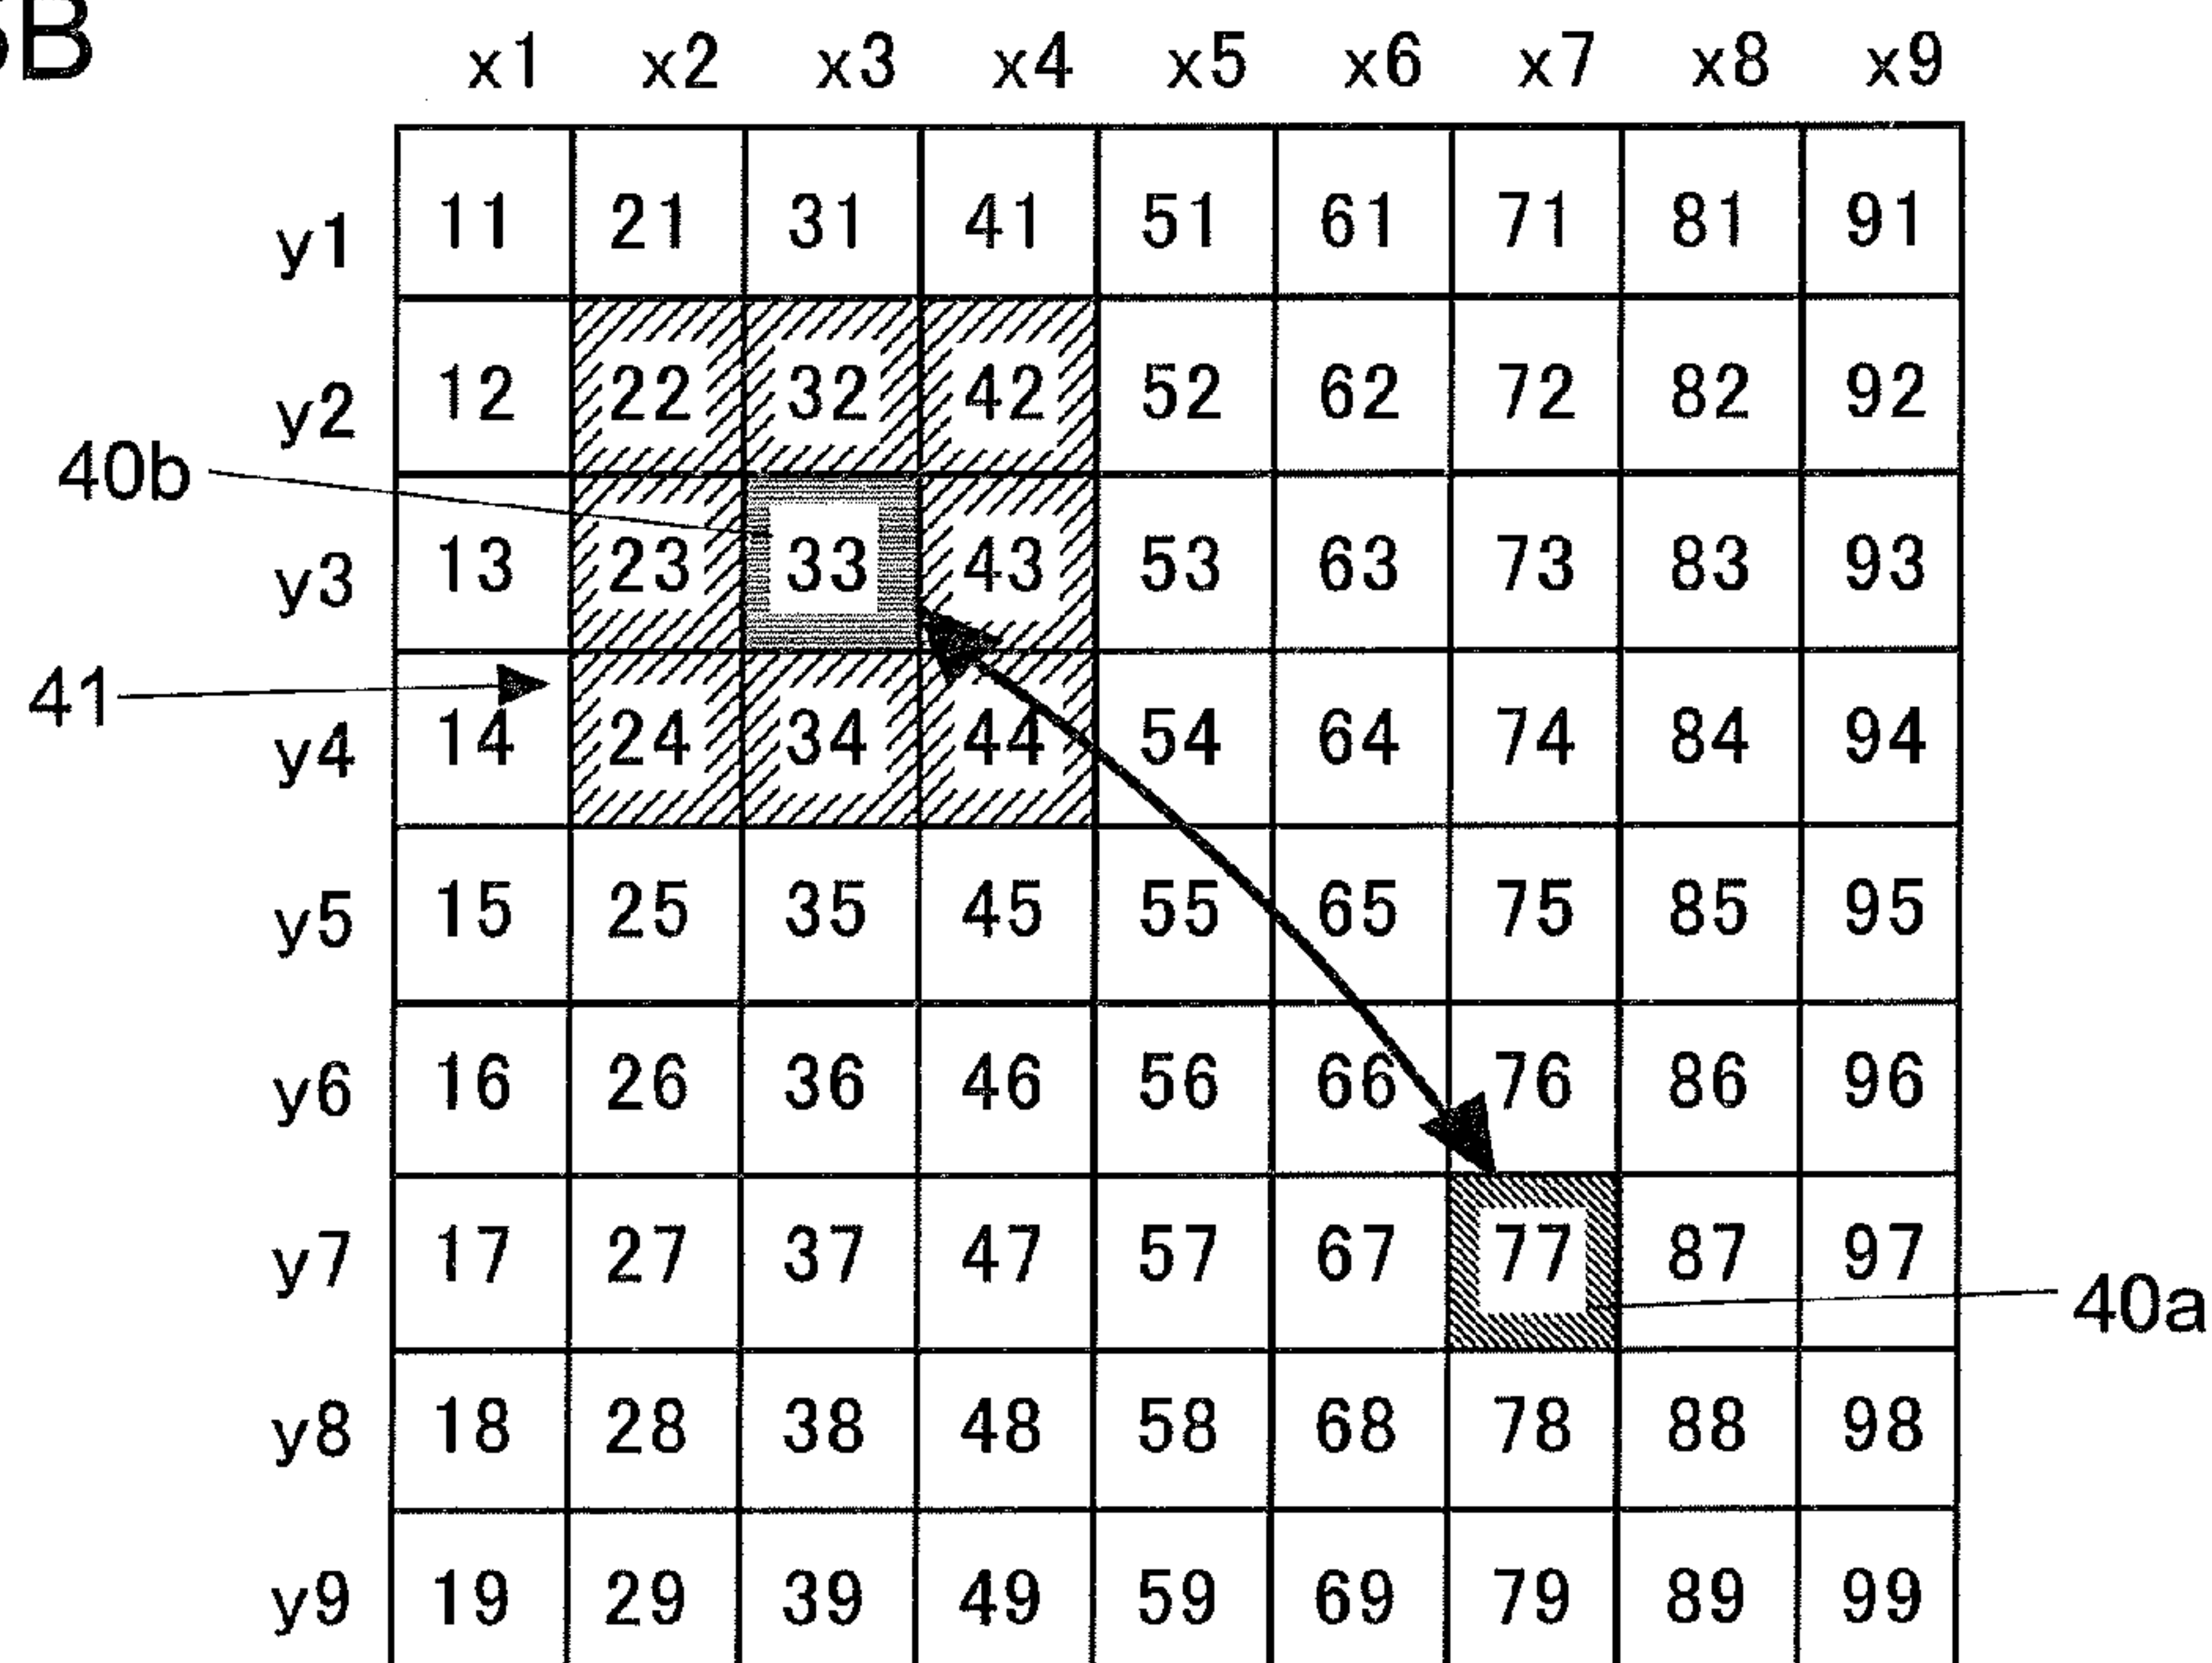 5B
x1 x2 x3 x4 x5 x6 x7 x8 x9
y1 11 21 31 41 51 61 71 81 91
y2 12 22 32 42 52 62 72 82 92
40b
y3 13 23 33 43 53 63 73 83 93
41
y4 14 24 34 44 54 64 74 84 94
y5 15 25 35 45 55 65 75 85 95
y6 16 26 36 46 56 66 76 86 96
y7 17 27 37 47 57 67 77 87 97
40a
y8 18 28 38 48 58 68 78 88 98
y9 19 29 39 49 59 69 79 89 99